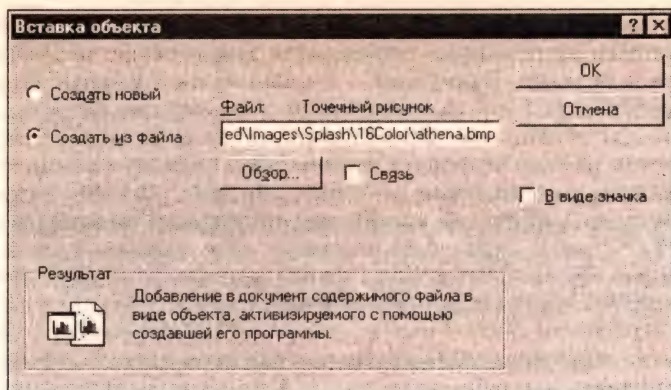 Вставка объекта
Создать новый
Создать из файла
Файл: Точечный рисунок
ed\Images\Splash\16Color\athena.bmp
Обзор...
Связь
OK
Отмена
В виде значка
Результат
Добавление в документ содержимого файла в
виде объекта, активизируемого с помощью
создавшей его программы.